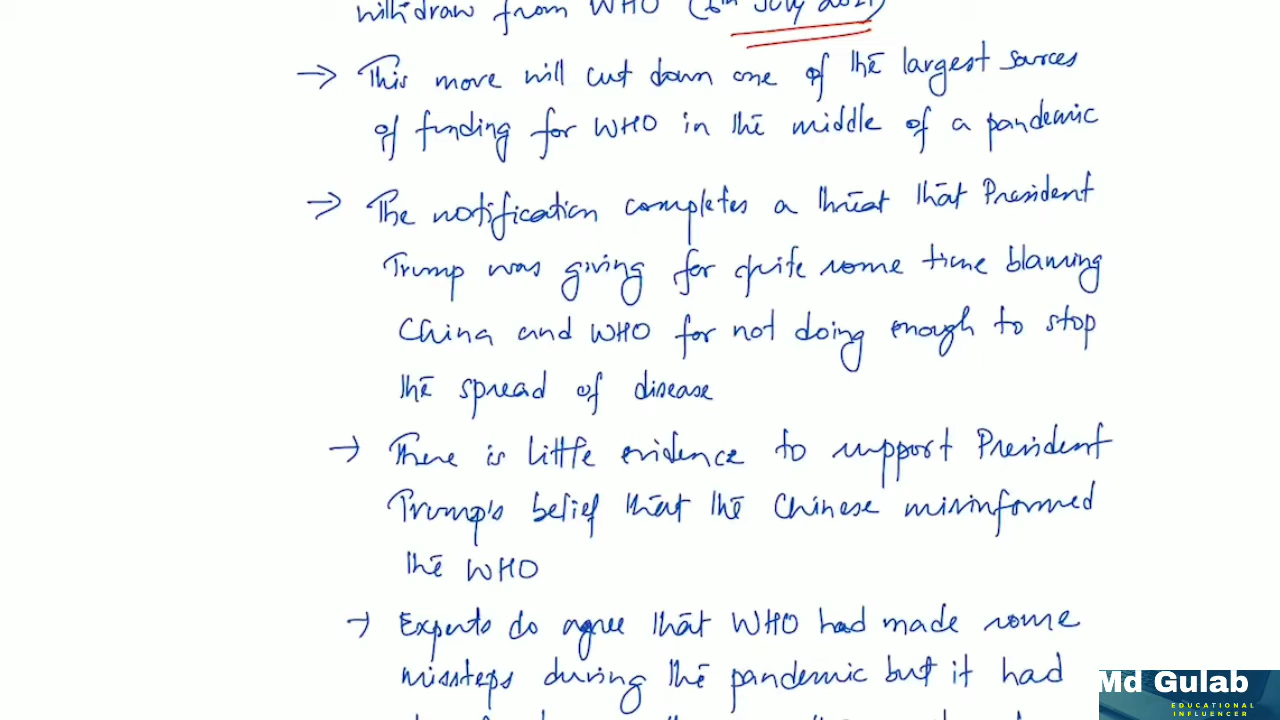 withdraw from WHO (6th July 2021)
→ This move will cut down one of the largest sources
of funding for WHO in the middle of a pandemic
→ The notification completes a threat that President
Trump was giving for quite some time blaming
China and WHO for not doing enough to stop
the spread of disease
→ There is little evidence to support President
Trump's belief that the Chinese misinformed
the WHO
→ Experts do agree that WHO had made some
missteps during the pandemic but it had
Md Gulab
EDUCATIONAL
INFLUENCER